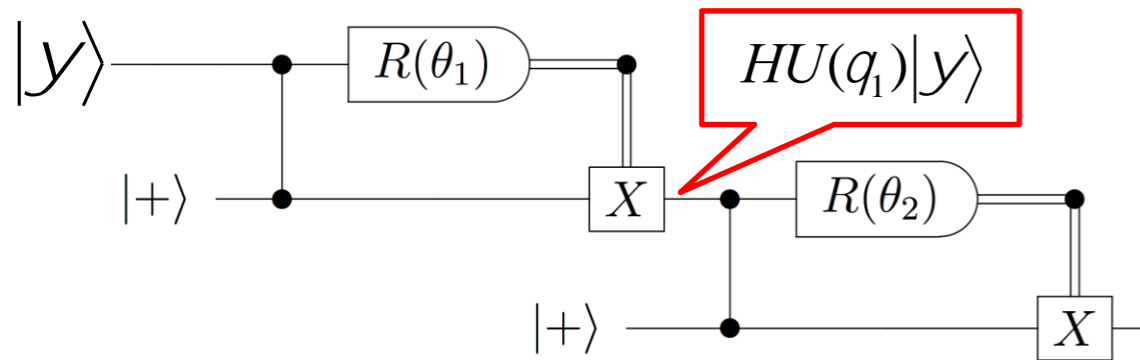 |y⟩ R(θ₁) HU(q₁)|y⟩
|+⟩ X R(θ₂)
|+⟩ X